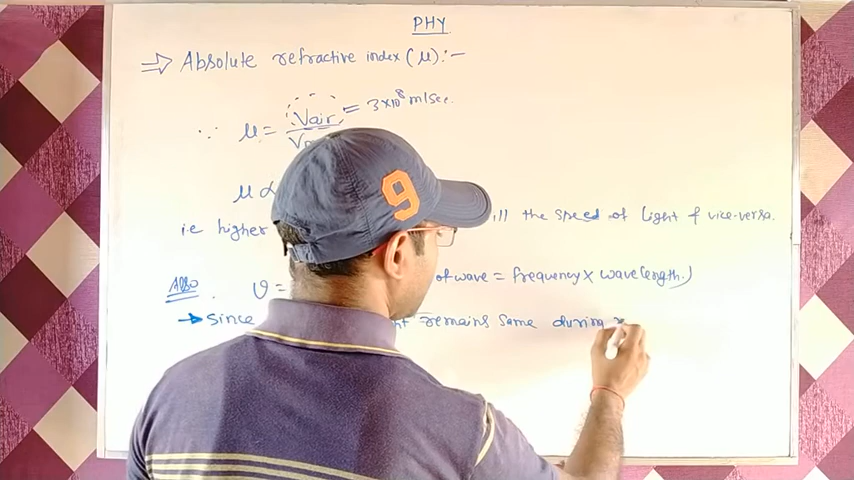 PHY
⇒ Absolute refractive index (μ):-
∵ μ = Vair = 3×10⁸ m/sec.
μ ∝
ie higher the speed of light & vice-versa.
Also
v = of wave = frequency × wavelength.)
→ Since remains same during
9